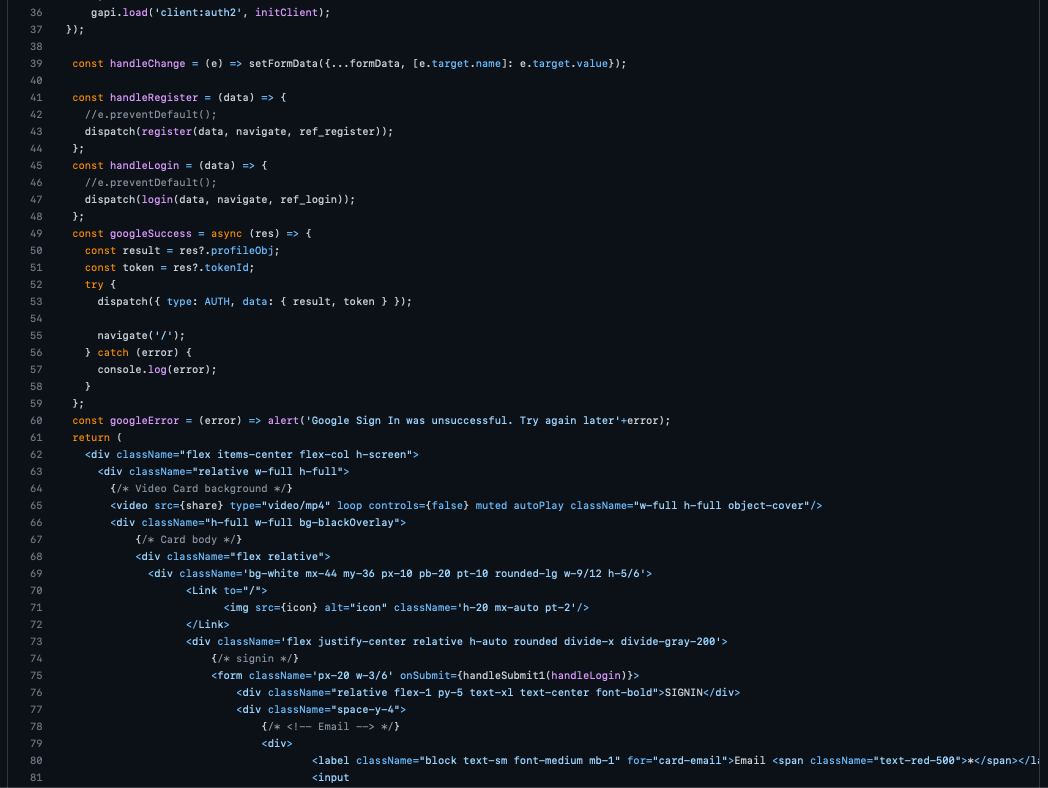 36 gapi.load('client:auth2', initClient);
37 });
38
39 const handleChange = (e) => setFormData({...formData, [e.target.name]: e.target.value});
40
41 const handleRegister = (data) => {
42 //e.preventDefault();
43 dispatch(register(data, navigate, ref_register));
44 };
45 const handleLogin = (data) => {
46 //e.preventDefault();
47 dispatch(login(data, navigate, ref_login));
48 };
49 const googleSuccess = async (res) => {
50 const result = res?.profileObj;
51 const token = res?.tokenId;
52 try {
53 dispatch({ type: AUTH, data: { result, token } });
54
55 navigate('/');
56 } catch (error) {
57 console.log(error);
58 }
59 };
60 const googleError = (error) => alert('Google Sign In was unsuccessful. Try again later'+error);
61 return (
62 <div className="flex items-center flex-col h-screen">
63 <div className="relative w-full h-full">
64 {/* Video Card background */}
65 <video src={share} type="video/mp4" loop controls={false} muted autoPlay className="w-full h-full object-cover"/>
66 <div className="h-full w-full bg-blackOverlay">
67 {/* Card body */}
68 <div className="flex relative">
69 <div className='bg-white mx-44 my-36 px-10 pb-20 pt-10 rounded-lg w-9/12 h-5/6'>
70 <Link to="/">
71 <img src={icon} alt="icon" className='h-20 mx-auto pt-2'/>
72 </Link>
73 <div className='flex justify-center relative h-auto rounded divide-x divide-gray-200'>
74 {/* signin */}
75 <form className='px-20 w-3/6' onSubmit={handleSubmit1(handleLogin)}>
76 <div className="relative flex-1 py-5 text-xl text-center font-bold">SIGNIN</div>
77 <div className="space-y-4">
78 {/* <!-- Email --> */}
79 <div>
80 <label className="block text-sm font-medium mb-1" for="card-email">Email <span className="text-red-500">*</span></la
81 <input